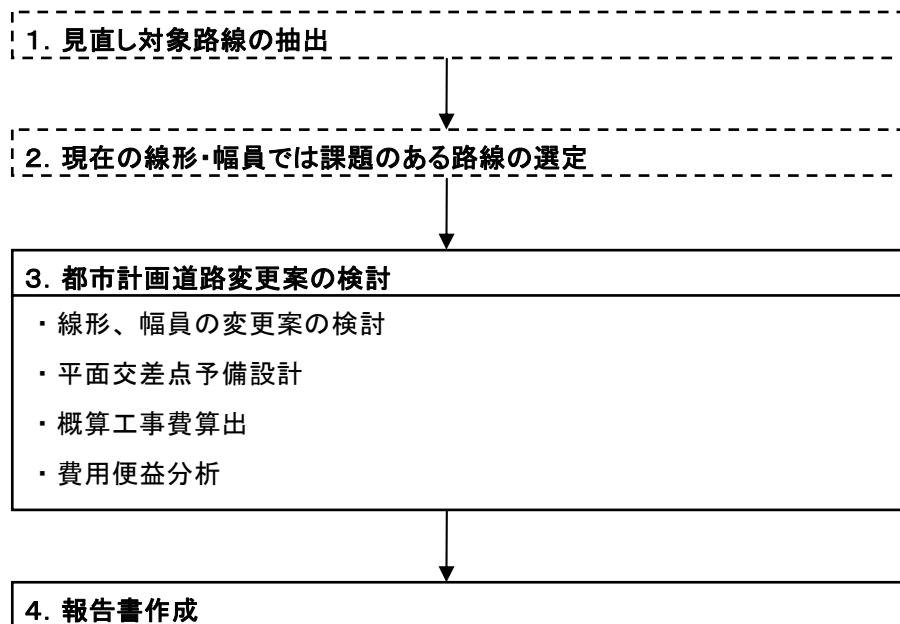 1. 見直し対象路線の抽出
2. 現在の線形・幅員では課題のある路線の選定
3. 都市計画道路変更案の検討
・線形、幅員の変更案の検討
・平面交差点予備設計
・概算工事費算出
・費用便益分析
4. 報告書作成